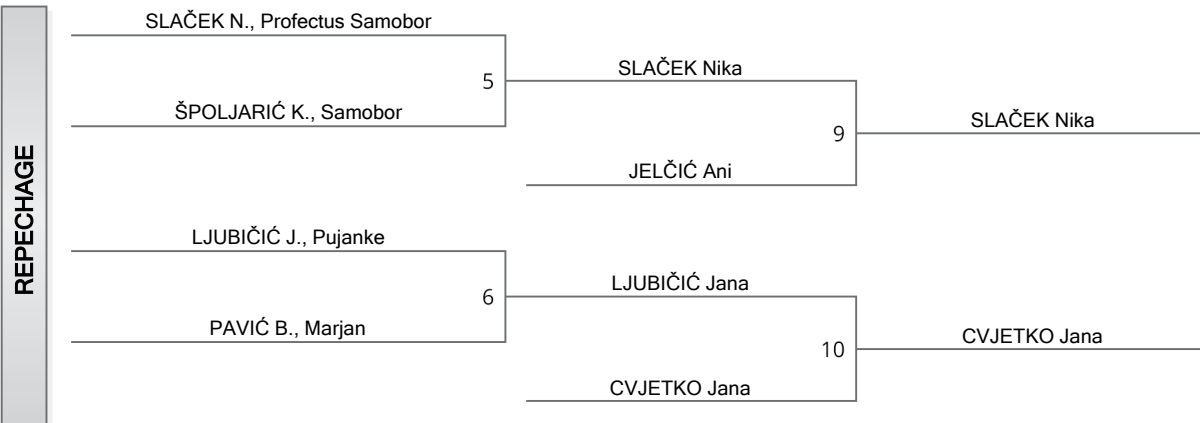 SLAČEK N., Profectus Samobor
5
SLAČEK Nika
ŠPOLJARIĆ K., Samobor
9
SLAČEK Nika
JELČIĆ Ani
REPECHAGE
LJUBIČIĆ J., Pujanke
6
LJUBIČIĆ Jana
PAVIĆ B., Marjan
10
CVJETKO Jana
CVJETKO Jana